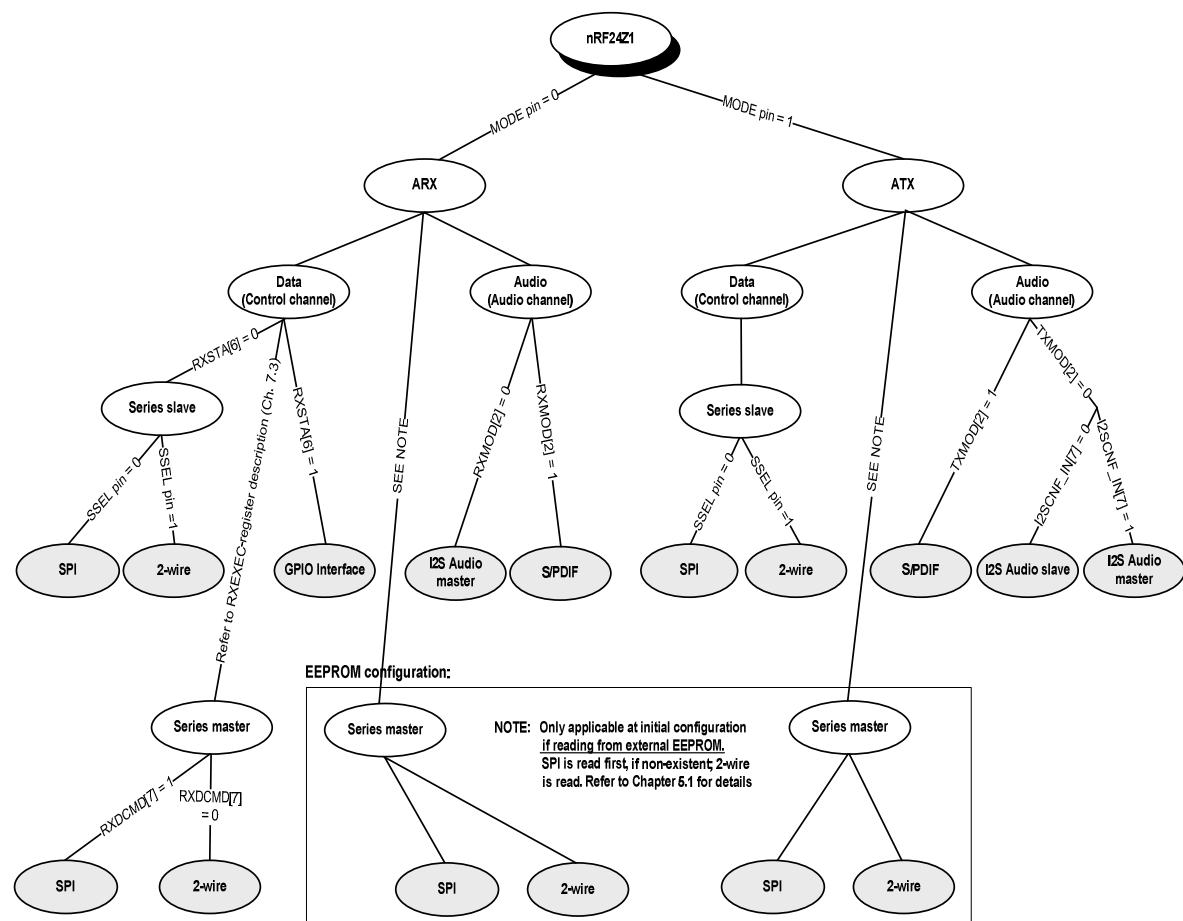 nRF24Z1
MODE pin = 0
MODE pin = 1
ARX
ATX
Data
(Control channel)
Audio
(Audio channel)
Data
(Control channel)
Audio
(Audio channel)
RXSTA[6] = 0
Refer to RXEXEC-register description (Ch. 7.3)
RXSTA[6] = 1
SEE NOTE
RXMOD[2] = 0
RXMOD[2] = 1
SEE NOTE
TXMOD[2] = 1
TXMOD[2] = 0
I2SCNF_IN[7] = 0
I2SCNF_IN[7] = 1
Series slave
Series slave
SSEL pin = 0
SSEL pin =1
SSEL pin = 0
SSEL pin =1
SPI
2-wire
GPIO Interface
I2S Audio
master
S/PDIF
SPI
2-wire
S/PDIF
I2S Audio slave
I2S Audio
master
EEPROM configuration:
Series master
Series master
NOTE: Only applicable at initial configuration
if reading from external EEPROM.
SPI is read first, if non-existent; 2-wire
is read. Refer to Chapter 5.1 for details
Series master
RXDCMD[7] = 1
RXDCMD[7]
= 0
SPI
2-wire
SPI
2-wire
SPI
2-wire